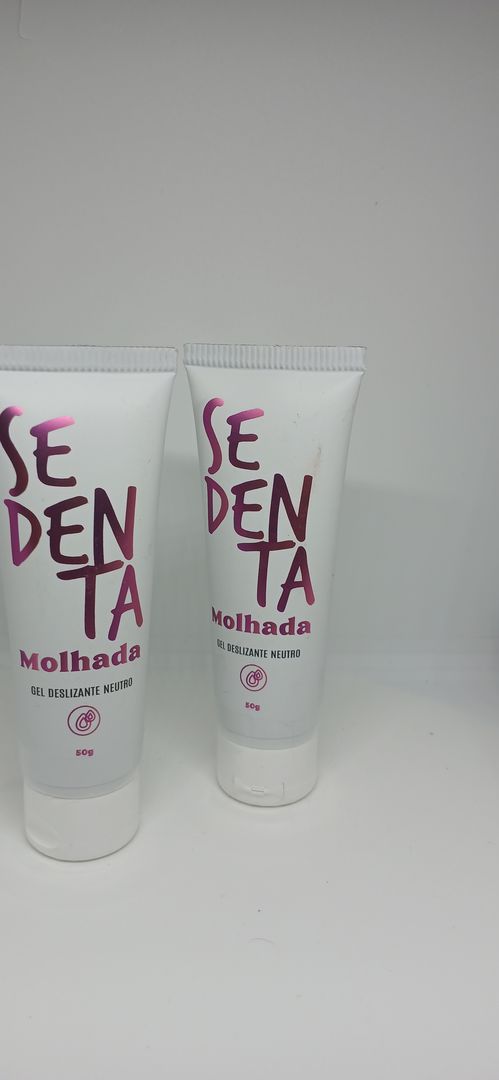 SE
DEN
TA
Molhada
GEL DESLIZANTE NEUTRO
50g
SE
DEN
TA
Molhada
GEL DESLIZANTE NEUTRO
50g